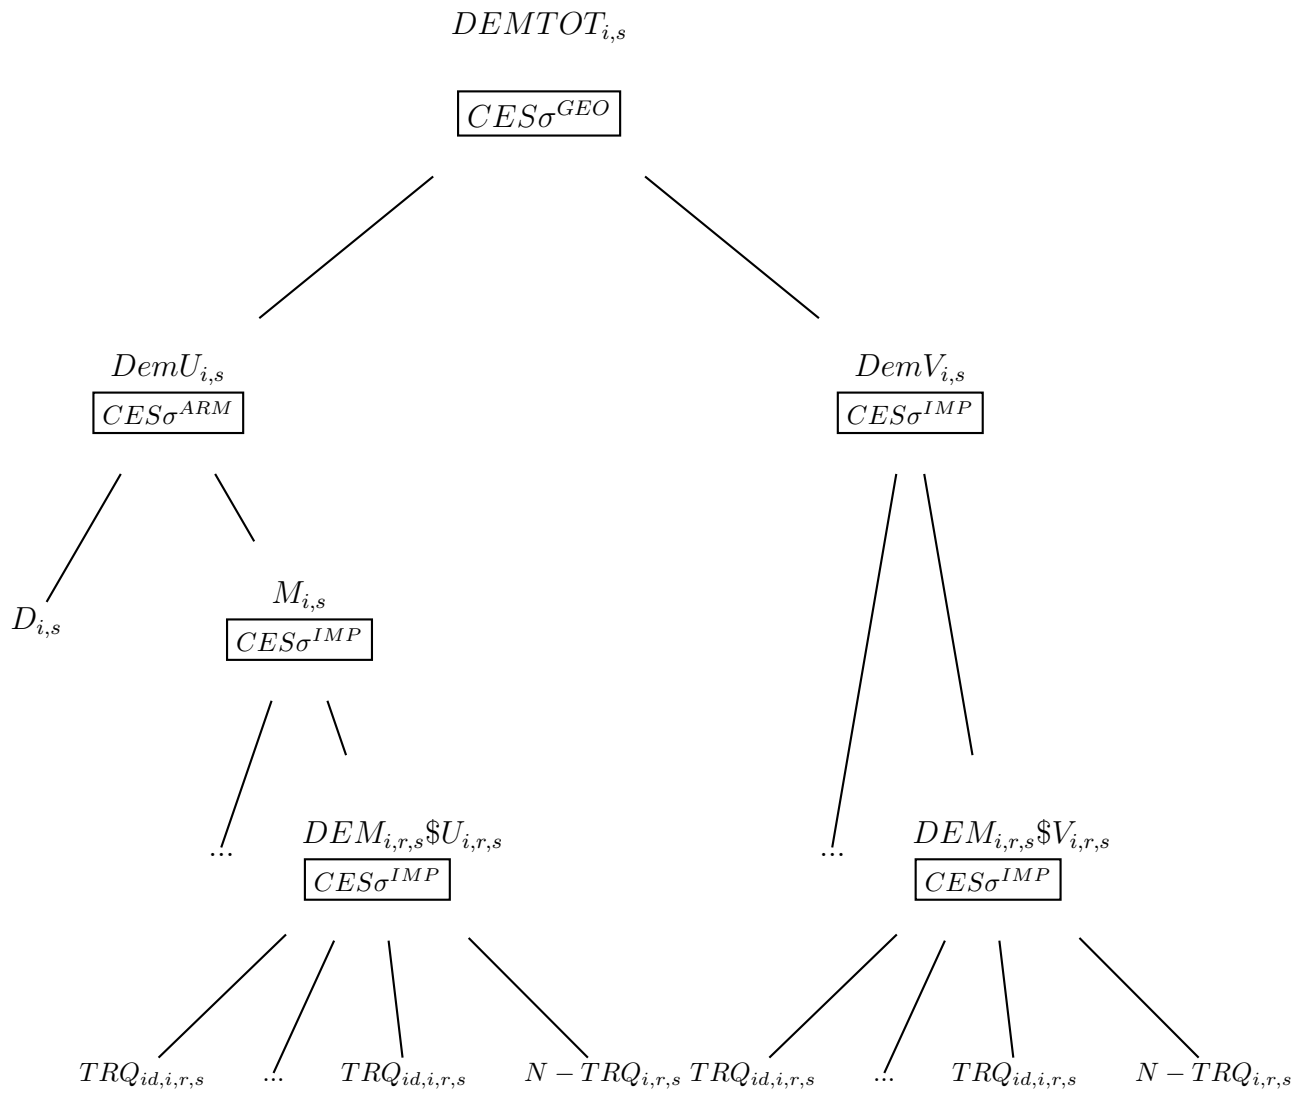 DEMTOT_{i,s}
CESσ^{GEO}
DemU_{i,s} DemV_{i,s}
CESσ^{ARM} CESσ^{IMP}
M_{i,s}
D_{i,s}
CESσ^{IMP}
DEM_{i,r,s}$U_{i,r,s} DEM_{i,r,s}$V_{i,r,s}
... ...
CESσ^{IMP} CESσ^{IMP}
TRQ_{id,i,r,s} ... TRQ_{id,i,r,s} N − TRQ_{i,r,s} TRQ_{id,i,r,s} ... TRQ_{id,i,r,s} N − TRQ_{i,r,s}